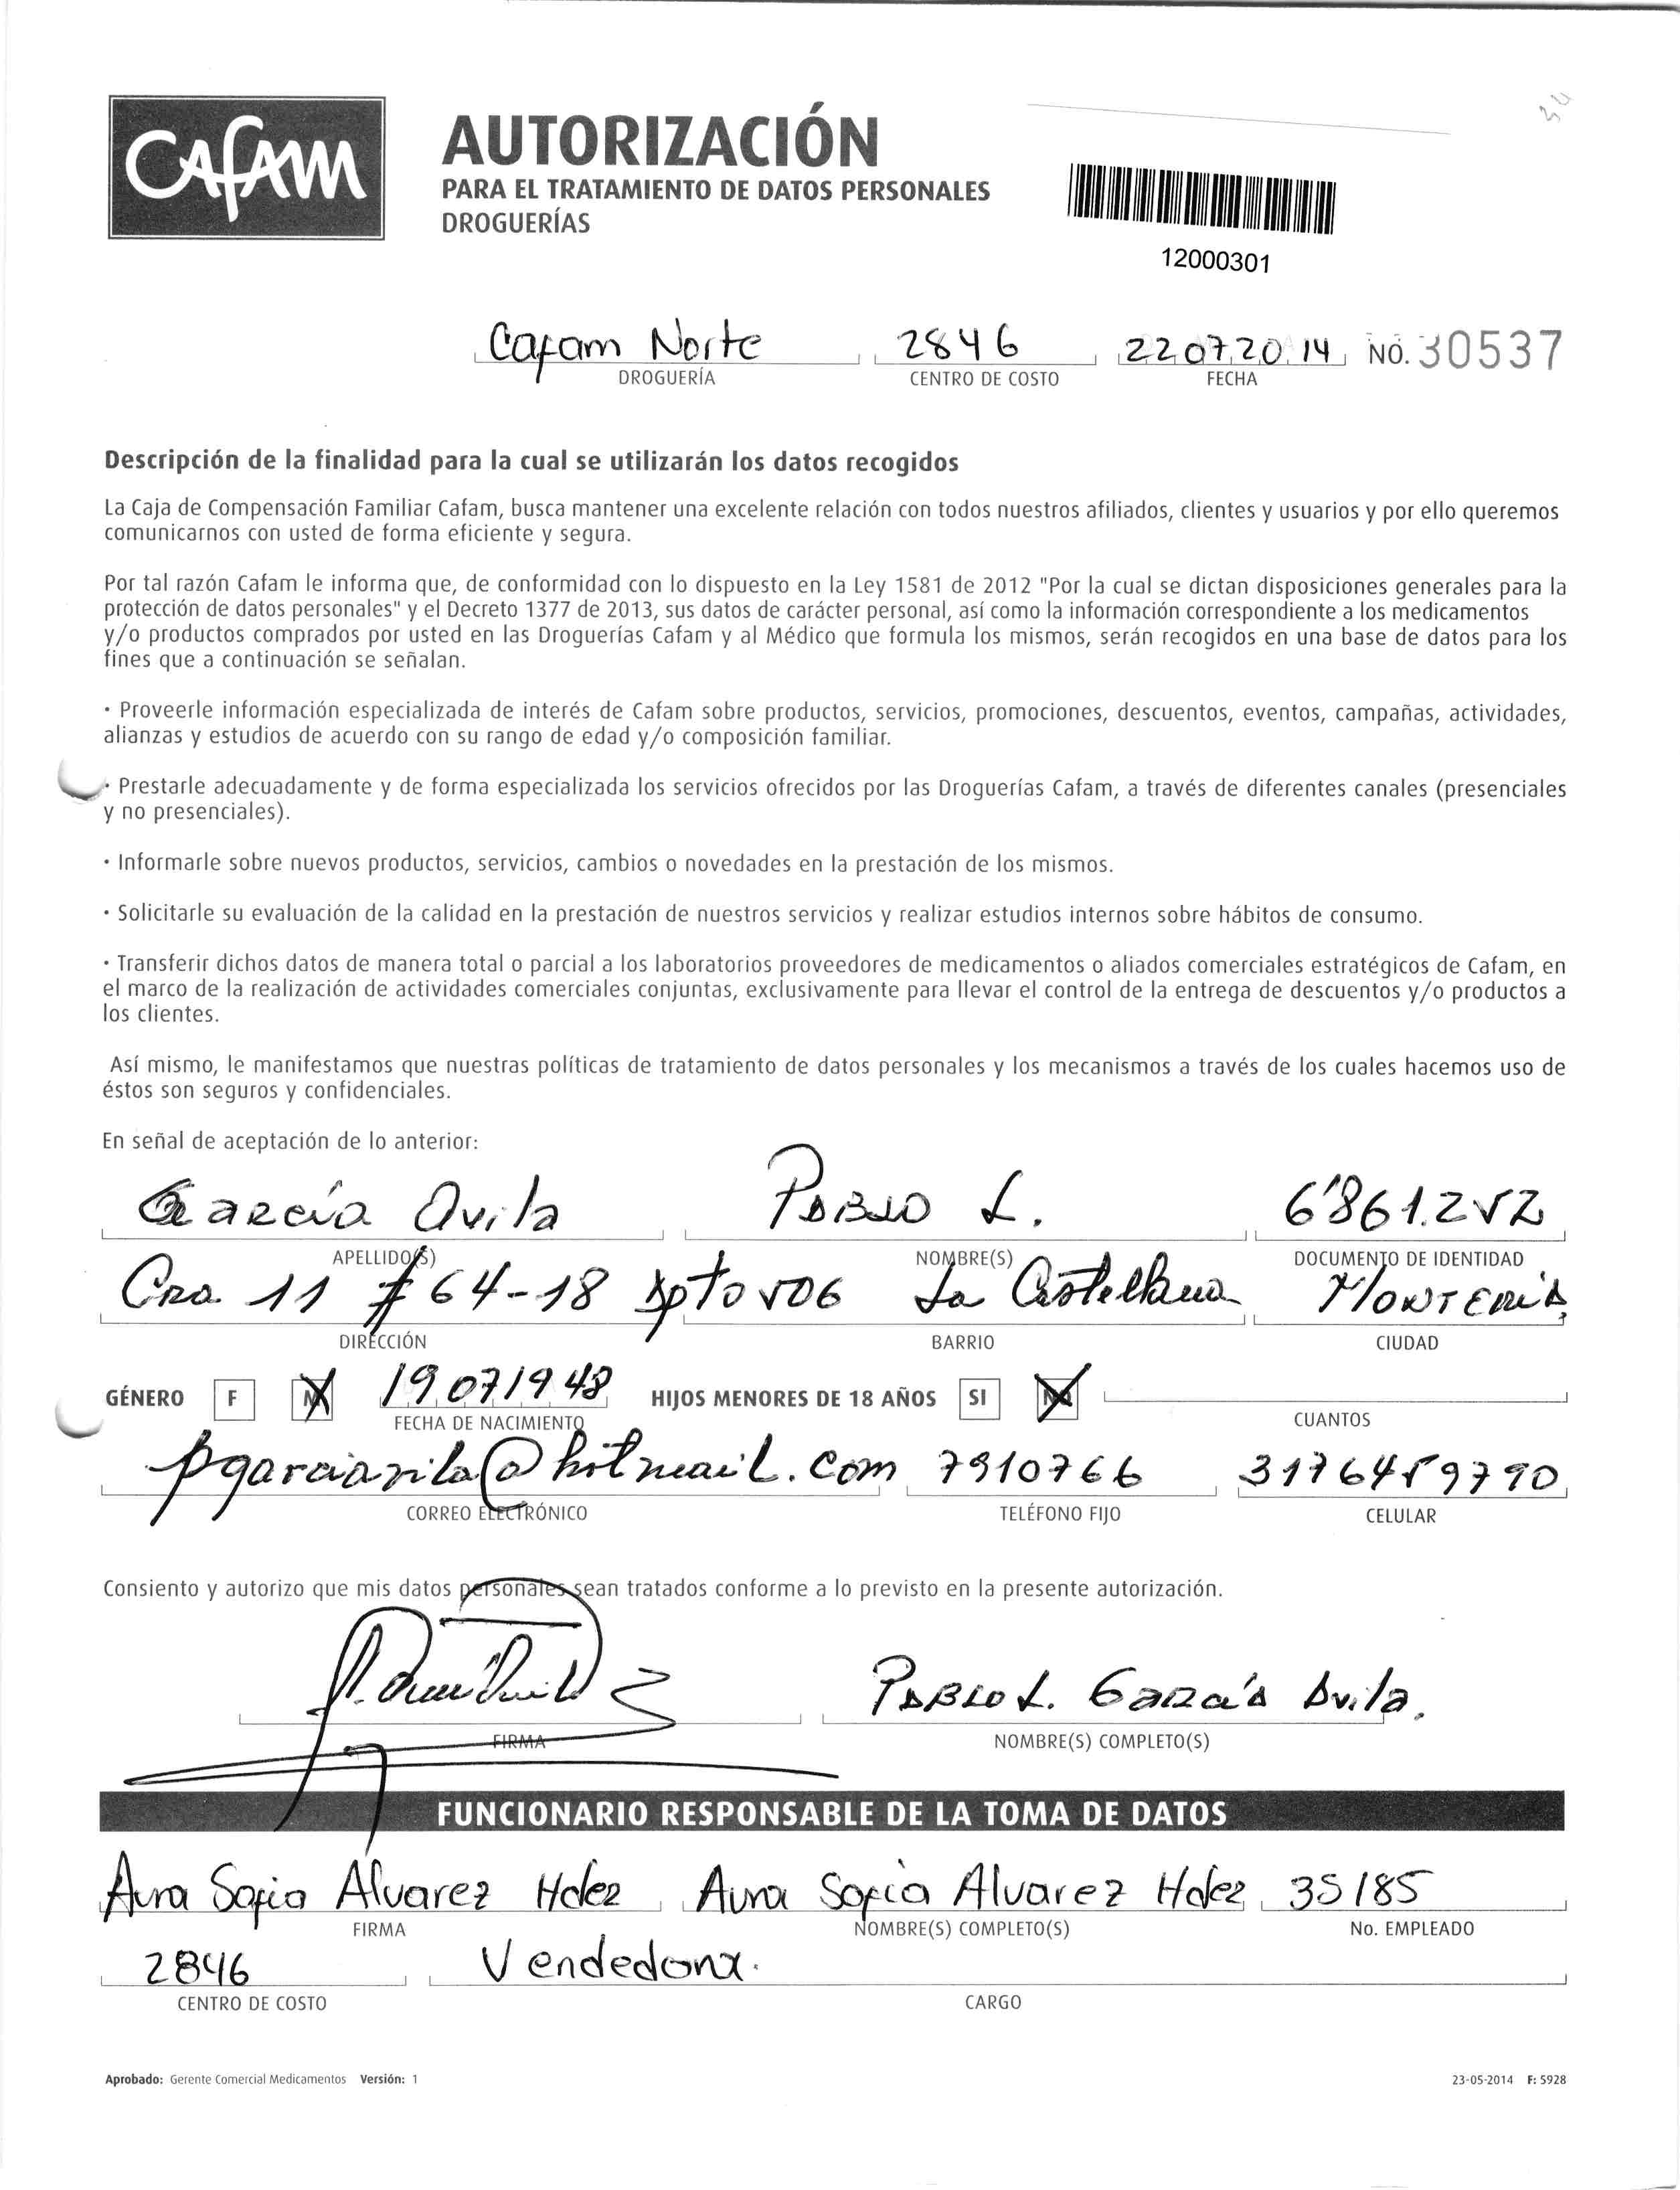 CAFAM
AUTORIZACIÓN
PARA EL TRATAMIENTO DE DATOS PERSONALES
DROGUERÍAS
12000301
Cafam Norte 2846 22 07 20 14 NO. 30537
DROGUERÍA CENTRO DE COSTO FECHA
Descripción de la finalidad para la cual se utilizarán los datos recogidos
La Caja de Compensación Familiar Cafam, busca mantener una excelente relación con todos nuestros afiliados, clientes y usuarios y por ello queremos
comunicarnos con usted de forma eficiente y segura.
Por tal razón Cafam le informa que, de conformidad con lo dispuesto en la Ley 1581 de 2012 "Por la cual se dictan disposiciones generales para la
protección de datos personales" y el Decreto 1377 de 2013, sus datos de carácter personal, así como la información correspondiente a los medicamentos
y/o productos comprados por usted en las Droguerías Cafam y al Médico que formula los mismos, serán recogidos en una base de datos para los
fines que a continuación se señalan.
· Proveerle información especializada de interés de Cafam sobre productos, servicios, promociones, descuentos, eventos, campañas, actividades,
alianzas y estudios de acuerdo con su rango de edad y/o composición familiar.
· Prestarle adecuadamente y de forma especializada los servicios ofrecidos por las Droguerías Cafam, a través de diferentes canales (presenciales
y no presenciales).
· Informarle sobre nuevos productos, servicios, cambios o novedades en la prestación de los mismos.
· Solicitarle su evaluación de la calidad en la prestación de nuestros servicios y realizar estudios internos sobre hábitos de consumo.
· Transferir dichos datos de manera total o parcial a los laboratorios proveedores de medicamentos o aliados comerciales estratégicos de Cafam, en
el marco de la realización de actividades comerciales conjuntas, exclusivamente para llevar el control de la entrega de descuentos y/o productos a
los clientes.
Así mismo, le manifestamos que nuestras políticas de tratamiento de datos personales y los mecanismos a través de los cuales hacemos uso de
éstos son seguros y confidenciales.
En señal de aceptación de lo anterior:
García Avila Pablo L. 6'861.252
APELLIDO(S) NOMBRE(S) DOCUMENTO DE IDENTIDAD
Cra 11 # 64-18 Apto 506 La Castellana Montería
DIRECCIÓN BARRIO CIUDAD
GÉNERO F M 19 07 1948 HIJOS MENORES DE 18 AÑOS SI NO
FECHA DE NACIMIENTO CUANTOS
pgarciavila@hotmail.com 7910766 3176459790
CORREO ELECTRÓNICO TELÉFONO FIJO CELULAR
Consiento y autorizo que mis datos personales sean tratados conforme a lo previsto en la presente autorización.
Pablo L. García Avila.
FIRMA NOMBRE(S) COMPLETO(S)
FUNCIONARIO RESPONSABLE DE LA TOMA DE DATOS
Aura Sofia Alvarez Hdez Aura Sofia Alvarez Hdez 35185
FIRMA NOMBRE(S) COMPLETO(S) No. EMPLEADO
2846 Vendedora.
CENTRO DE COSTO CARGO
Aprobado: Gerente Comercial Medicamentos Versión: 1 23-05-2014 F: 5928